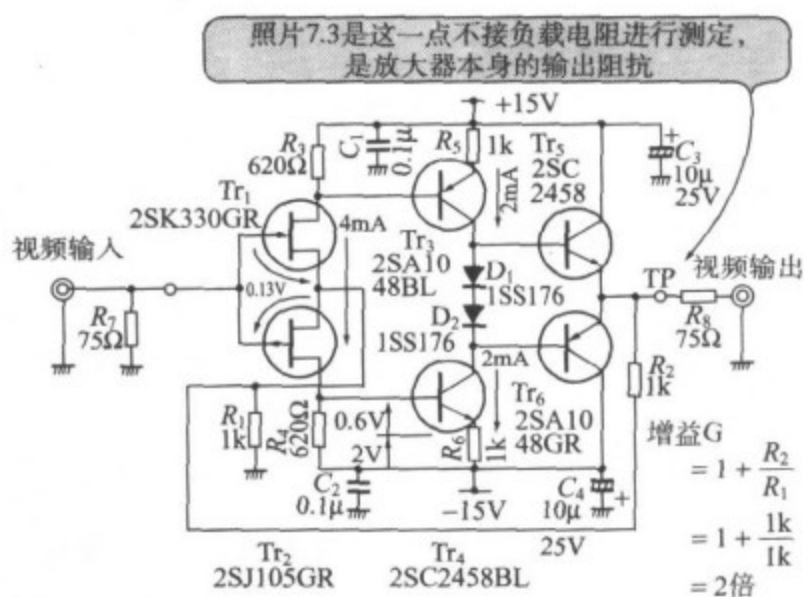 照片7.3是这一点不接负载电阻进行测定，
是放大器本身的输出阻抗
+15V
R3
620Ω
C1
0.1μ
R5
1k
2mA
Tr5
2SC
2458
+
C3
10μ
25V
Tr1
2SK330GR
4mA
Tr3
2SA10
48BL
视频输入
0.13V
R7
75Ω
D1
1SS176
D2
1SS176
TP
视频输出
R8
75Ω
R2
1k
2mA
Tr6
2SA10
48GR
R1
1k
R4
620Ω
0.6V
2V
R6
1k
C2
0.1μ
−15V
C4
10μ
+
25V
Tr2
2SJ105GR
Tr4
2SC2458BL
增益G
= 1 + R2/R1
= 1 + 1k/1k
= 2倍